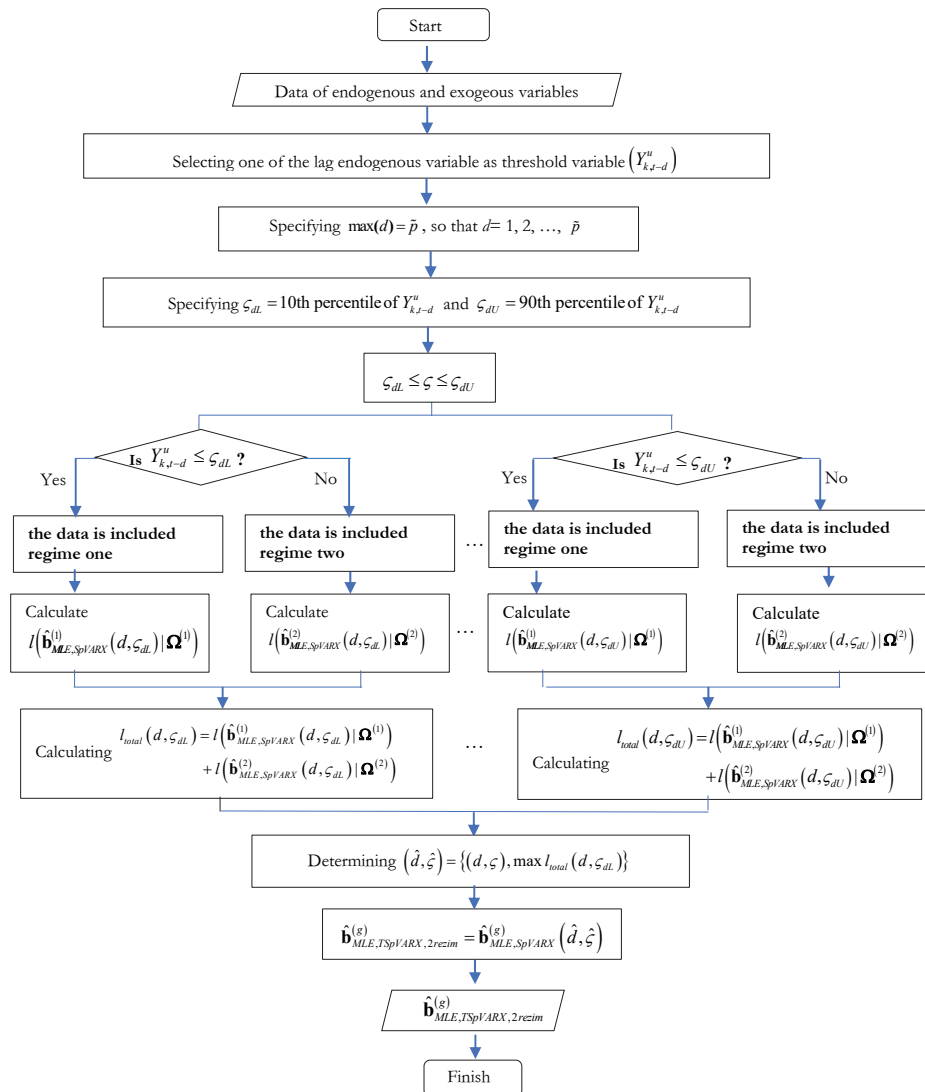 Start
Data of endogenous and exogeous variables
Selecting one of the lag endogenous variable as threshold variable (Y^u_{k,t−d})
Specifying max(d) = p̃ , so that d= 1, 2, …, p̃
Specifying ς_{dL} = 10th percentile of Y^u_{k,t−d} and ς_{dU} = 90th percentile of Y^u_{k,t−d}
ς_{dL} ≤ ς ≤ ς_{dU}
Is Y^u_{k,t−d} ≤ ς_{dL} ?
Is Y^u_{k,t−d} ≤ ς_{dU} ?
Yes
No
Yes
No
the data is included
regime one
the data is included
regime two
…
the data is included
regime one
the data is included
regime two
Calculate
l(b̂^{(1)}_{MLE,SpVARX}(d,ς_{dL})|Ω^{(1)})
Calculate
l(b̂^{(2)}_{MLE,SpVARX}(d,ς_{dL})|Ω^{(2)})
…
Calculate
l(b̂^{(1)}_{MLE,SpVARX}(d,ς_{dU})|Ω^{(1)})
Calculate
l(b̂^{(2)}_{MLE,SpVARX}(d,ς_{dU})|Ω^{(2)})
Calculating l_{total}(d,ς_{dL}) = l(b̂^{(1)}_{MLE,SpVARX}(d,ς_{dL})|Ω^{(1)})
+ l(b̂^{(2)}_{MLE,SpVARX}(d,ς_{dL})|Ω^{(2)})
…
Calculating l_{total}(d,ς_{dU}) = l(b̂^{(1)}_{MLE,SpVARX}(d,ς_{dU})|Ω^{(1)})
+ l(b̂^{(2)}_{MLE,SpVARX}(d,ς_{dU})|Ω^{(2)})
Determining (d̂,ς̂) = {(d,ς), max l_{total}(d,ς_{dL})}
b̂^{(g)}_{MLE,TSpVARX,2rezim} = b̂^{(g)}_{MLE,SpVARX}(d̂,ς̂)
b̂^{(g)}_{MLE,TSpVARX,2rezim}
Finish